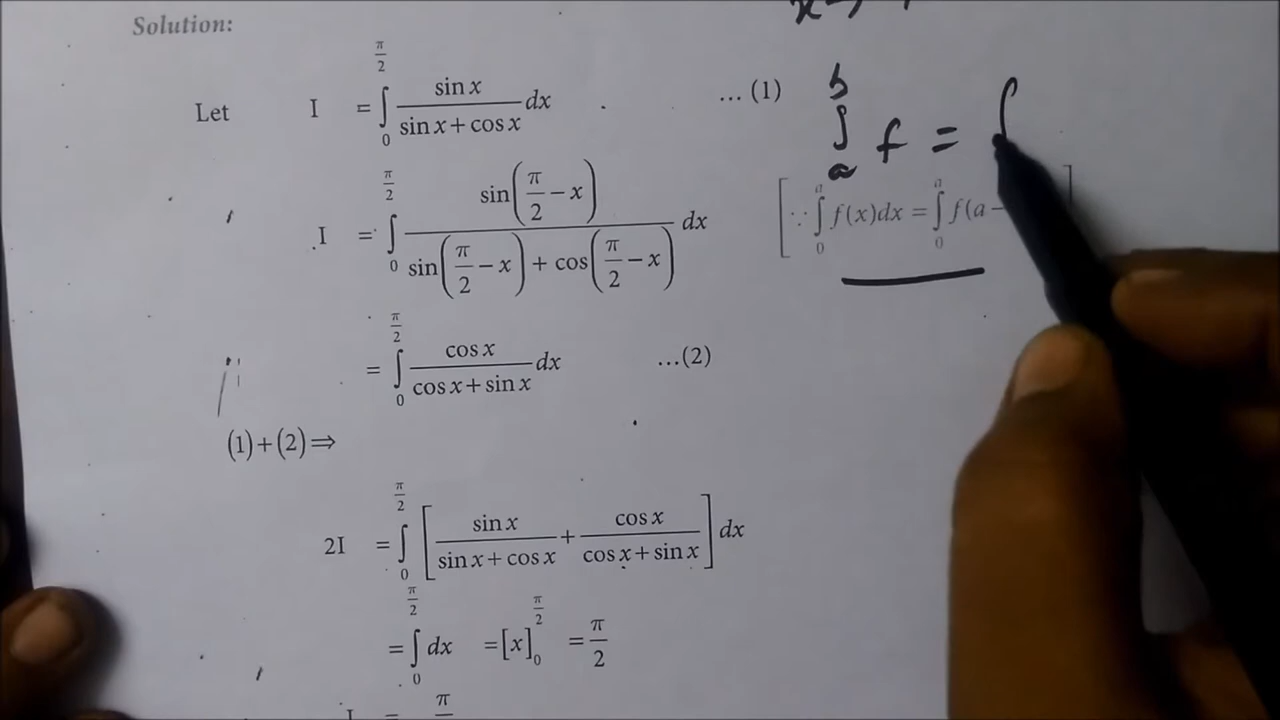 Solution:
x →
Let I = ∫₀^{π/2} sin x / (sin x + cos x) dx ... (1)
∫ₐᵇ f = ∫
I = ∫₀^{π/2} sin(π/2 − x) / (sin(π/2 − x) + cos(π/2 − x)) dx [∵ ∫₀ᵃ f(x)dx = ∫₀ᵃ f(a − ]
= ∫₀^{π/2} cos x / (cos x + sin x) dx ...(2)
(1)+(2)⇒
2I = ∫₀^{π/2} [sin x / (sin x + cos x) + cos x / (cos x + sin x)] dx
= ∫₀^{π/2} dx = [x]₀^{π/2} = π/2
I = π